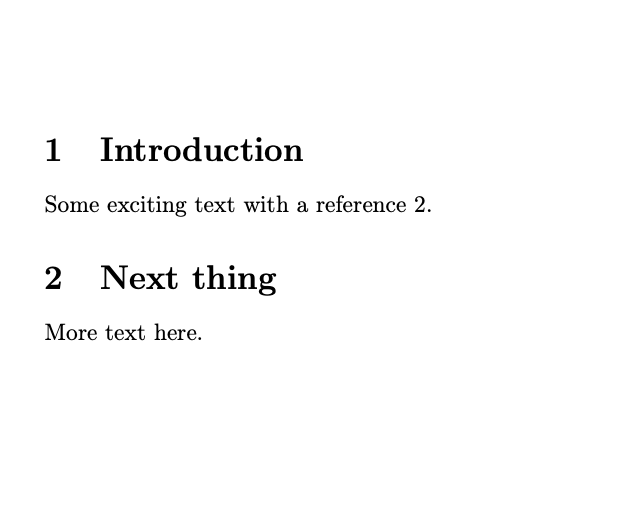 1 Introduction
Some exciting text with a reference 2.
2 Next thing
More text here.